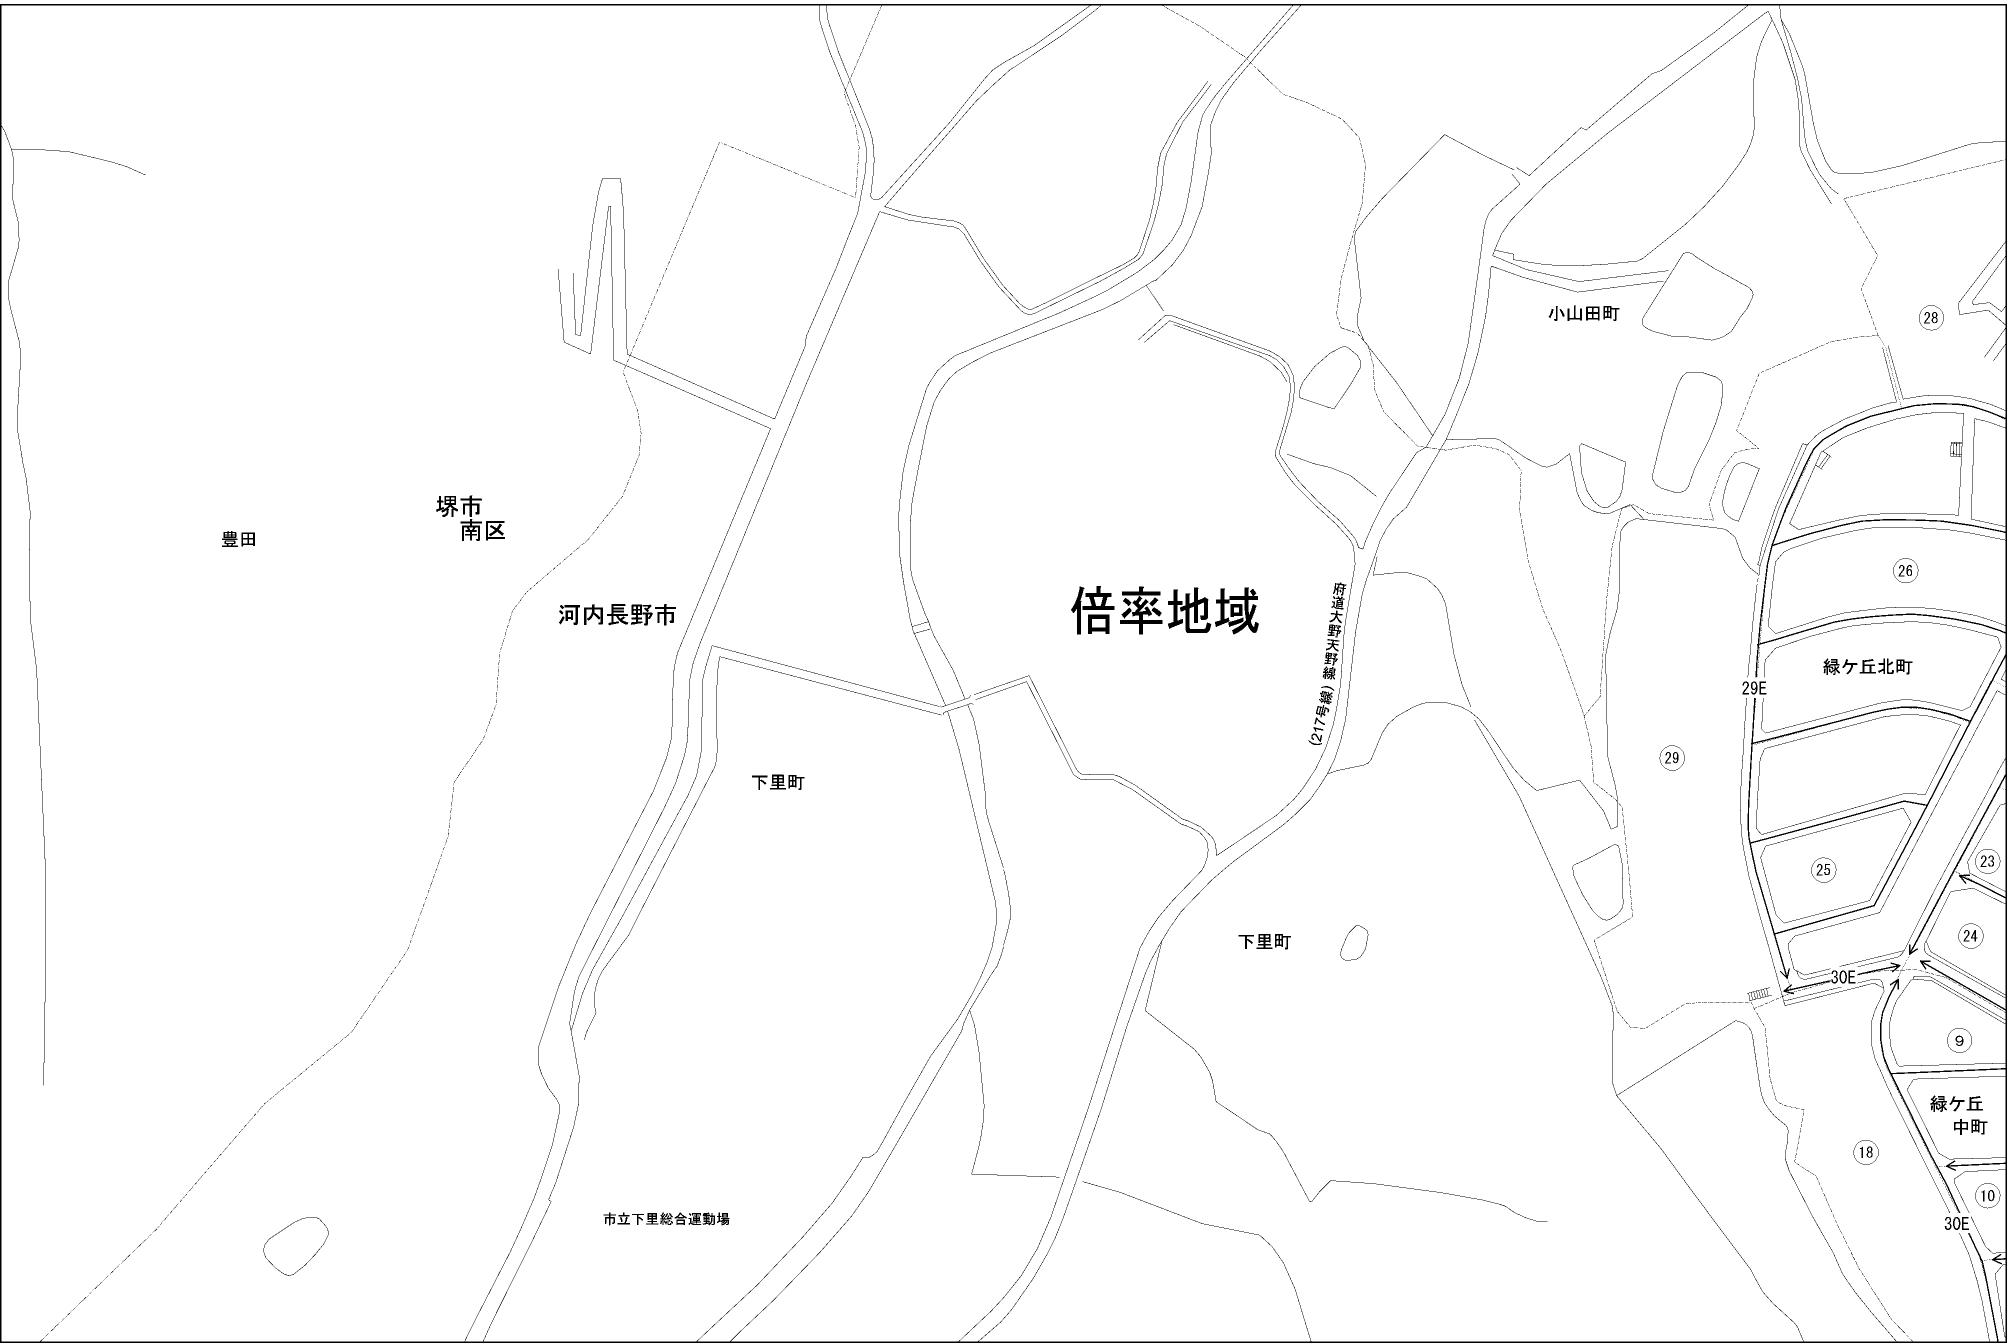 小山田町
28
堺市
南区
豊田
26
倍率地域
府道大野天野線
(217号線)
河内長野市
緑ケ丘北町
29E
29
下里町
25
23
下里町
24
30E
9
緑ケ丘
中町
18
10
市立下里総合運動場
30E